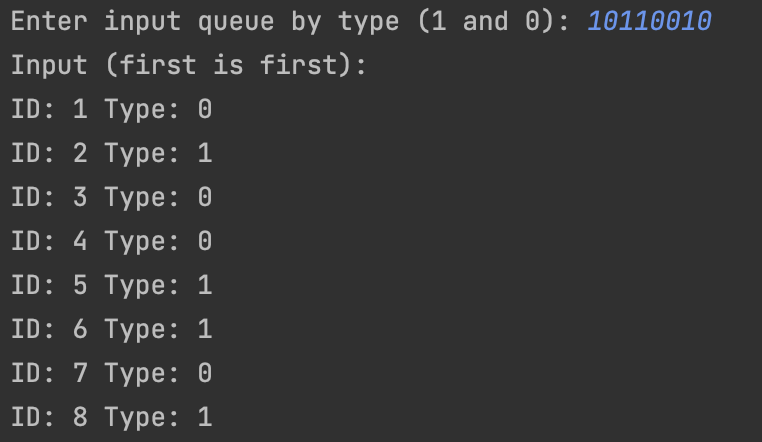 Enter input queue by type (1 and 0): 10110010
Input (first is first):
ID: 1 Type: 0
ID: 2 Type: 1
ID: 3 Type: 0
ID: 4 Type: 0
ID: 5 Type: 1
ID: 6 Type: 1
ID: 7 Type: 0
ID: 8 Type: 1